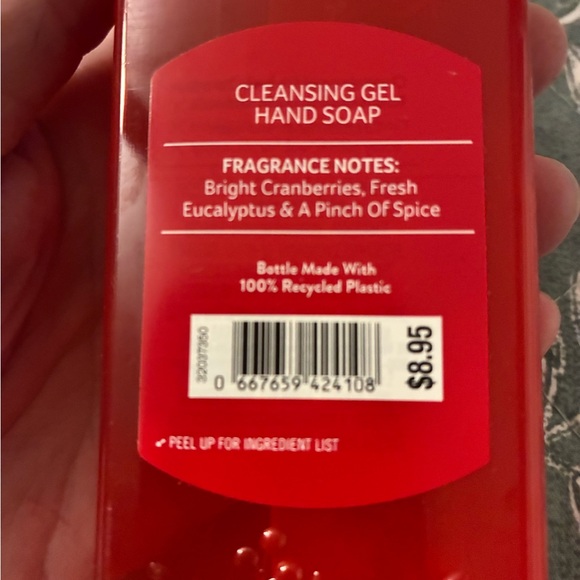 CLEANSING GEL
HAND SOAP
FRAGRANCE NOTES:
Bright Cranberries, Fresh
Eucalyptus & A Pinch Of Spice
Bottle Made With
100% Recycled Plastic
32037350
0 667659 424108
$8.95
PEEL UP FOR INGREDIENT LIST